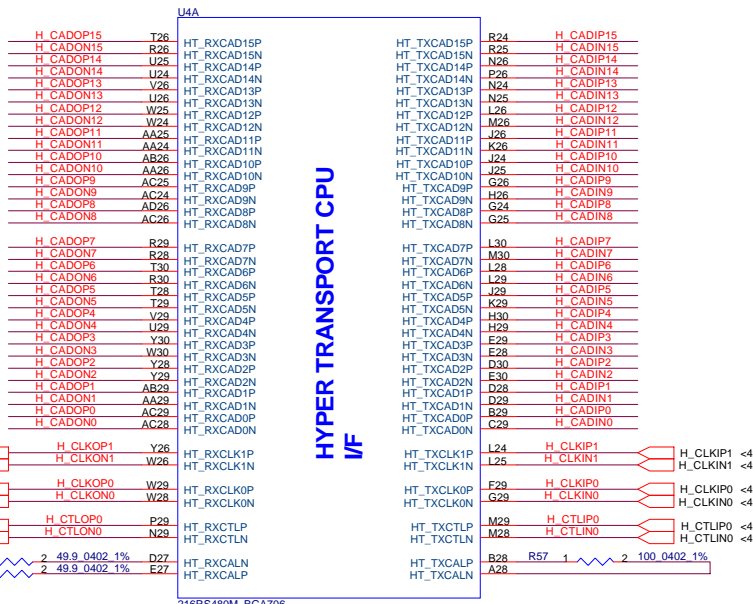 U4A
H_CADOP15 T26 HT_RXCAD15P HT_TXCAD15P R24 H_CADIP15
H_CADON15 R26 HT_RXCAD15N HT_TXCAD15N R25 H_CADIN15
H_CADOP14 U25 HT_RXCAD14P HT_TXCAD14P N26 H_CADIP14
H_CADON14 U24 HT_RXCAD14N HT_TXCAD14N P26 H_CADIN14
H_CADOP13 V26 HT_RXCAD13P HT_TXCAD13P N24 H_CADIP13
H_CADON13 U26 HT_RXCAD13N HT_TXCAD13N N25 H_CADIN13
H_CADOP12 W25 HT_RXCAD12P HT_TXCAD12P L26 H_CADIP12
H_CADON12 W24 HT_RXCAD12N HT_TXCAD12N M26 H_CADIN12
H_CADOP11 AA25 HT_RXCAD11P HT_TXCAD11P J26 H_CADIP11
H_CADON11 AA24 HT_RXCAD11N HT_TXCAD11N K26 H_CADIN11
H_CADOP10 AB26 HT_RXCAD10P HT_TXCAD10P J24 H_CADIP10
H_CADON10 AA26 HT_RXCAD10N HT_TXCAD10N J25 H_CADIN10
H_CADOP9 AC25 HT_RXCAD9P HT_TXCAD9P G26 H_CADIP9
H_CADON9 AC24 HT_RXCAD9N HT_TXCAD9N H26 H_CADIN9
H_CADOP8 AD26 HT_RXCAD8P HT_TXCAD8P G24 H_CADIP8
H_CADON8 AC26 HT_RXCAD8N HT_TXCAD8N G25 H_CADIN8
H_CADOP7 R29 HT_RXCAD7P HT_TXCAD7P L30 H_CADIP7
H_CADON7 R28 HT_RXCAD7N HT_TXCAD7N M30 H_CADIN7
H_CADOP6 T30 HT_RXCAD6P HT_TXCAD6P L28 H_CADIP6
H_CADON6 R30 HT_RXCAD6N HT_TXCAD6N L29 H_CADIN6
H_CADOP5 T28 HT_RXCAD5P HT_TXCAD5P J29 H_CADIP5
H_CADON5 T29 HT_RXCAD5N HT_TXCAD5N K29 H_CADIN5
H_CADOP4 V29 HT_RXCAD4P HT_TXCAD4P H30 H_CADIP4
H_CADON4 U29 HT_RXCAD4N HT_TXCAD4N H29 H_CADIN4
H_CADOP3 Y30 HT_RXCAD3P HT_TXCAD3P E29 H_CADIP3
H_CADON3 W30 HT_RXCAD3N HT_TXCAD3N E28 H_CADIN3
H_CADOP2 Y28 HT_RXCAD2P HT_TXCAD2P D30 H_CADIP2
H_CADON2 Y29 HT_RXCAD2N HT_TXCAD2N E30 H_CADIN2
H_CADOP1 AB29 HT_RXCAD1P HT_TXCAD1P D28 H_CADIP1
H_CADON1 AA29 HT_RXCAD1N HT_TXCAD1N D29 H_CADIN1
H_CADOP0 AC29 HT_RXCAD0P HT_TXCAD0P B29 H_CADIP0
H_CADON0 AC28 HT_RXCAD0N HT_TXCAD0N C29 H_CADIN0
HYPER TRANSPORT CPU
I/F
H_CLKOP1 Y26 HT_RXCLK1P HT_TXCLK1P L24 H_CLKIP1 H_CLKIP1 <4
H_CLKON1 W26 HT_RXCLK1N HT_TXCLK1N L25 H_CLKIN1 H_CLKIN1 <4
H_CLKOP0 W29 HT_RXCLK0P HT_TXCLK0P F29 H_CLKIP0 H_CLKIP0 <4
H_CLKON0 W28 HT_RXCLK0N HT_TXCLK0N G29 H_CLKIN0 H_CLKIN0 <4
H_CTLOP0 P29 HT_RXCTLP HT_TXCTLP M29 H_CTLIP0 H_CTLIP0 <4
H_CTLON0 N29 HT_RXCTLN HT_TXCTLN M28 H_CTLIN0 H_CTLIN0 <4
2 49.9_0402_1% D27 HT_RXCALN HT_TXCALP B28 R57 1 2 100_0402_1%
2 49.9_0402_1% E27 HT_RXCALP HT_TXCALN A28
216RS480M_BGA706